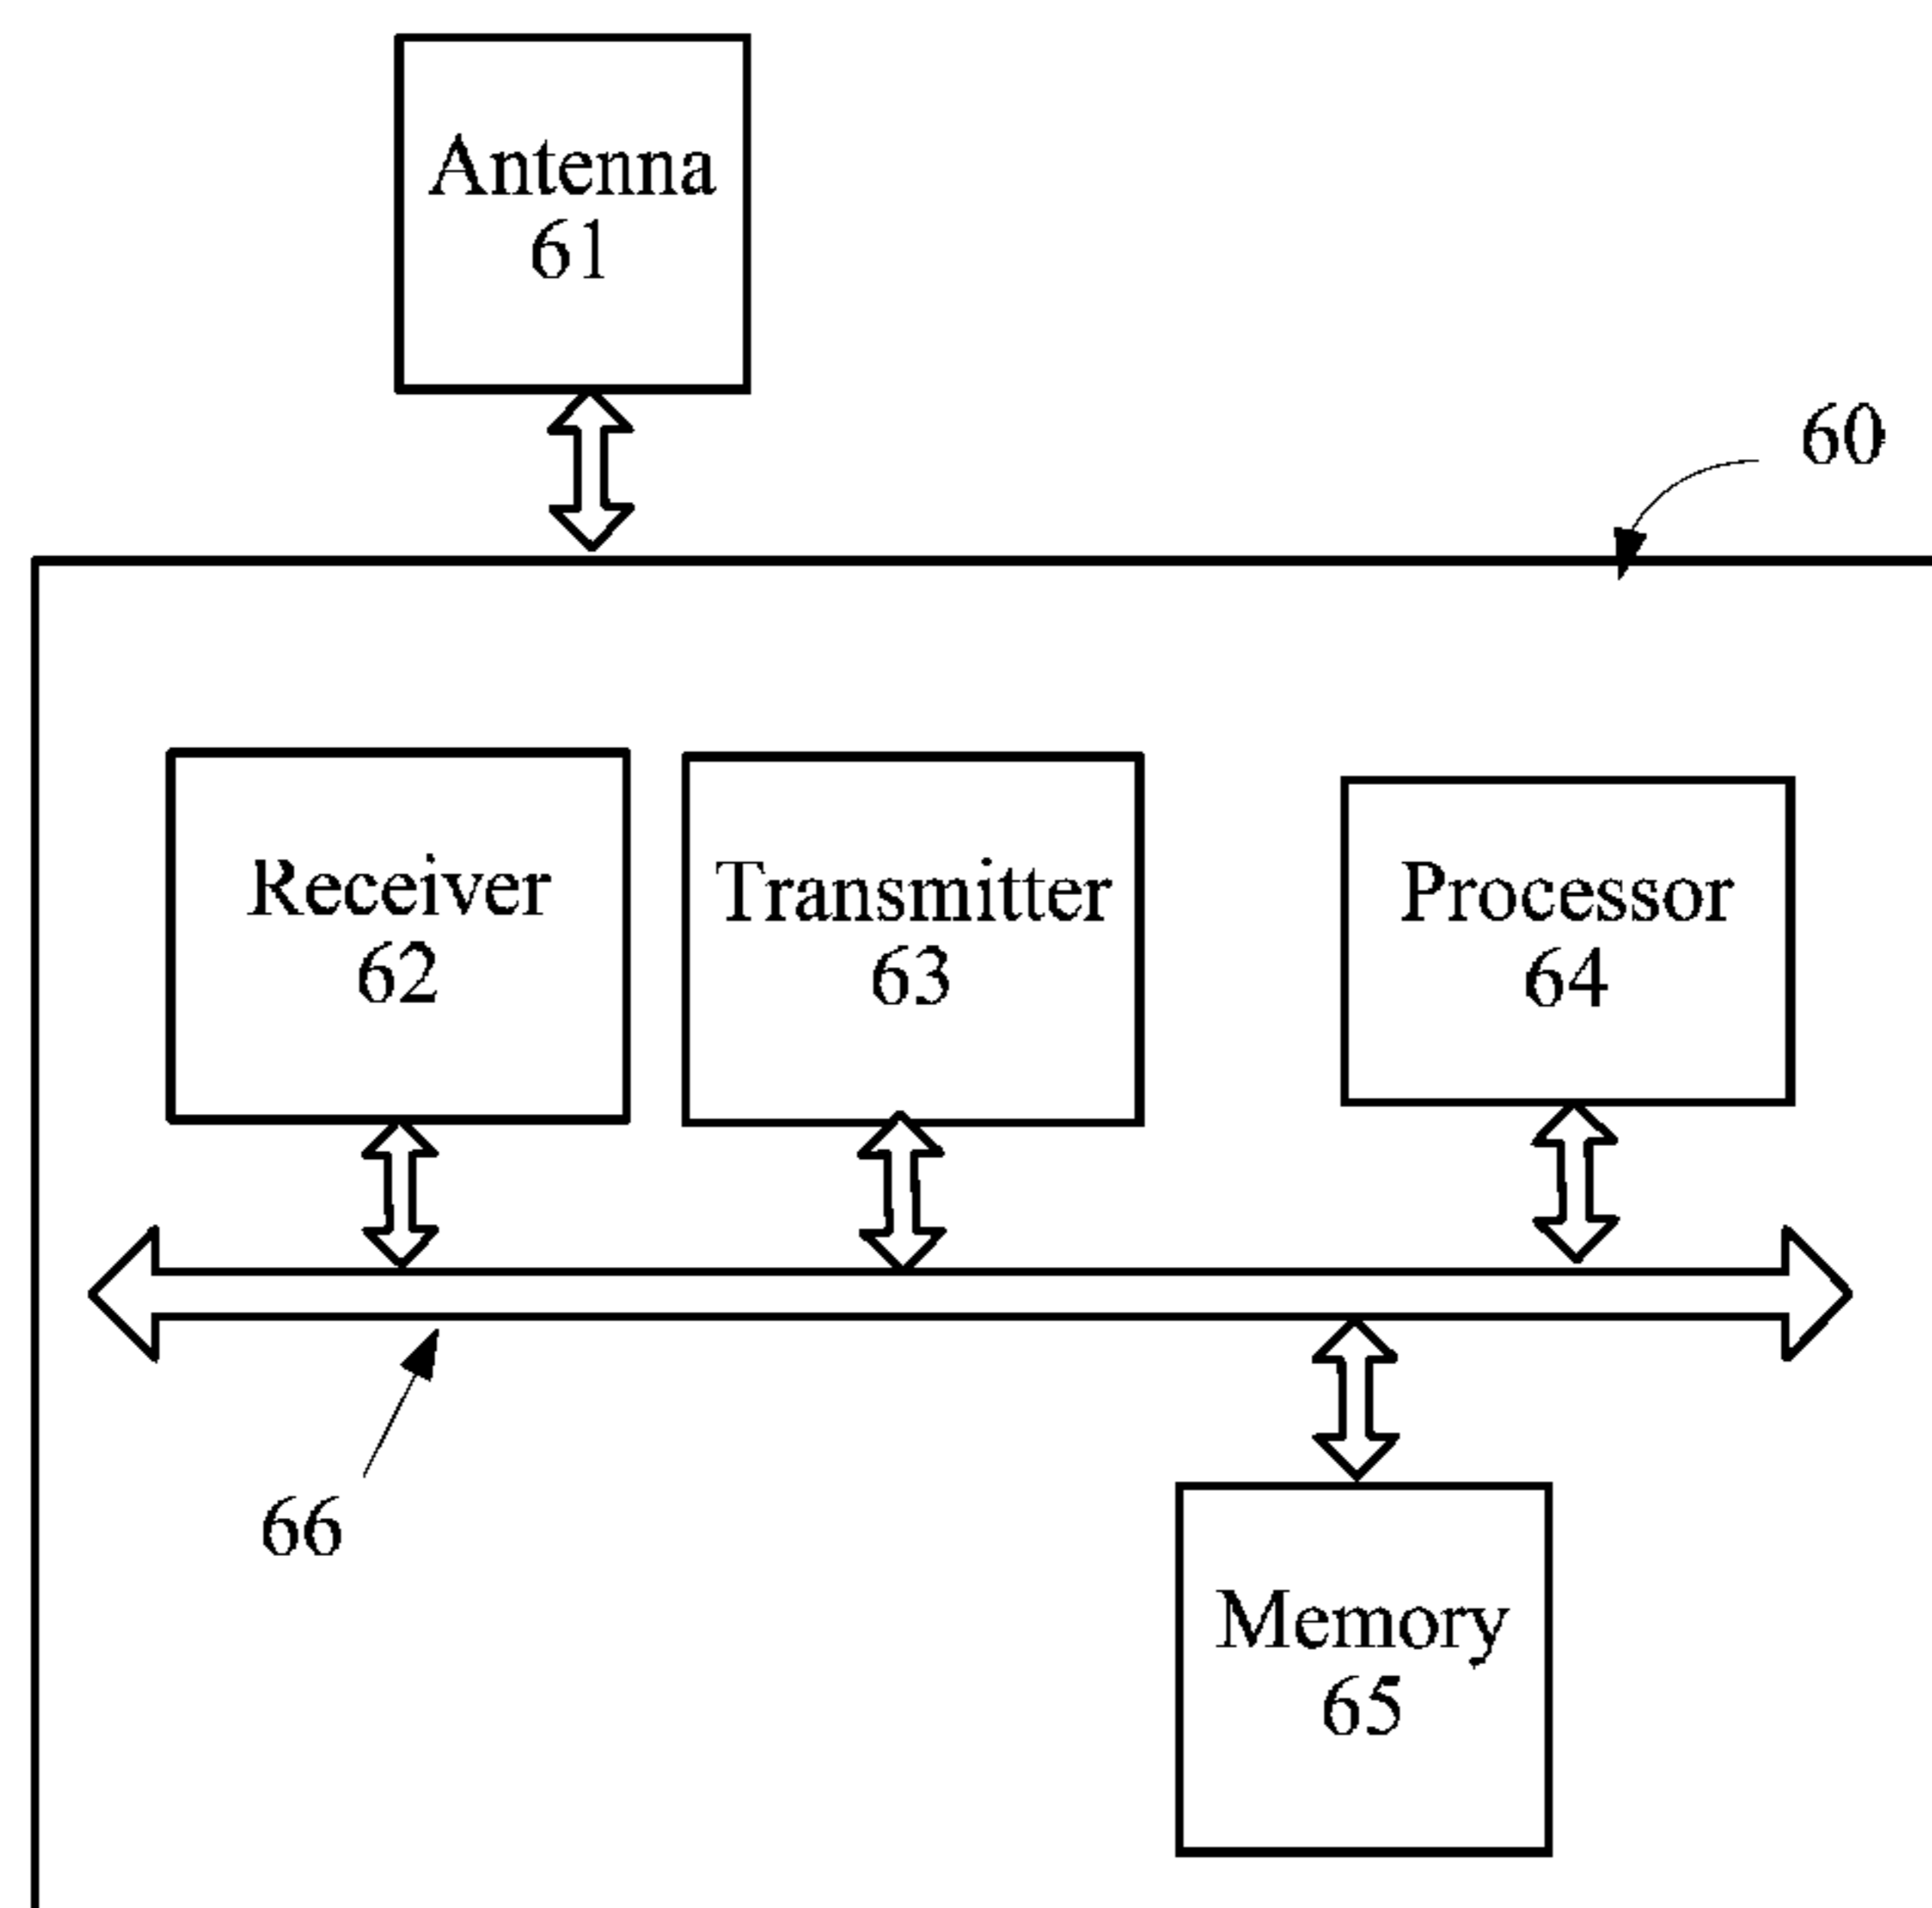 Antenna
61
60
Receiver
62
Transmitter
63
Processor
64
66
Memory
65